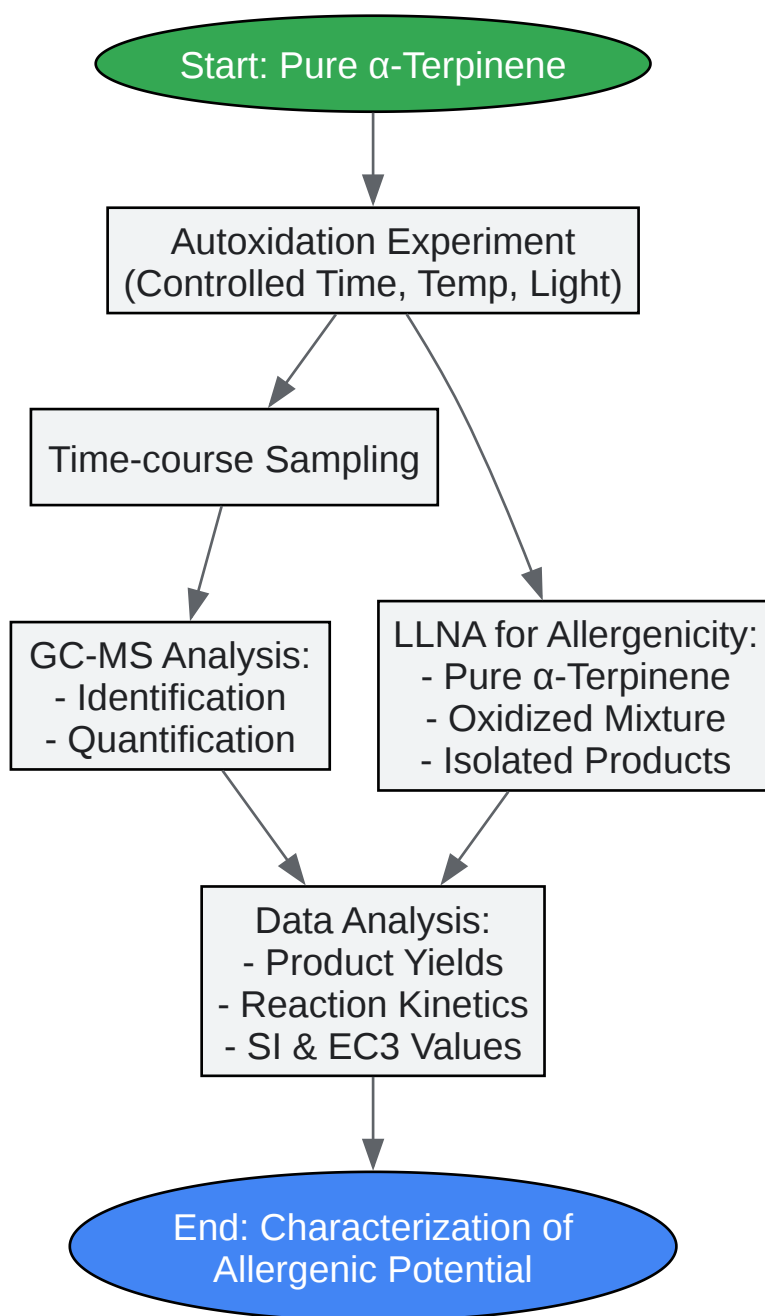 Start: Pure α-Terpinene
Autoxidation Experiment
(Controlled Time, Temp, Light)
Time-course Sampling
GC-MS Analysis:
- Identification
- Quantification
LLNA for Allergenicity:
- Pure α-Terpinene
- Oxidized Mixture
- Isolated Products
Data Analysis:
- Product Yields
- Reaction Kinetics
- SI & EC3 Values
End: Characterization of
Allergenic Potential